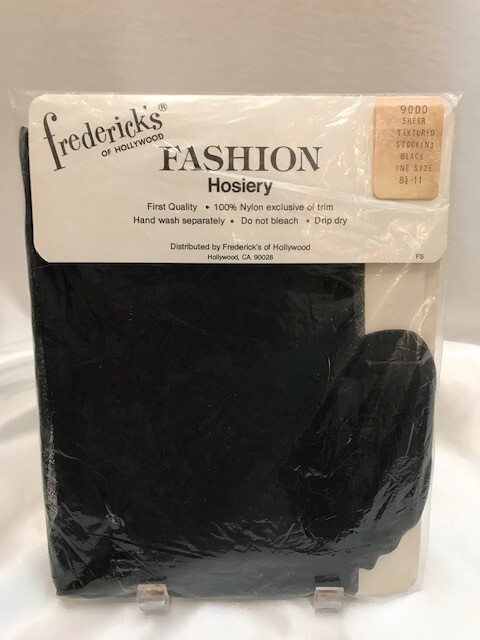 frederick's®
OF HOLLYWOOD
FASHION
Hosiery
First Quality • 100% Nylon exclusive of trim
Hand wash separately • Do not bleach • Drip dry
Distributed by Frederick's of Hollywood
Hollywood, CA. 90028
FS
9000
SHEER
TEXTURED
STOCKING
BLACK
ONE SIZE
8½-11